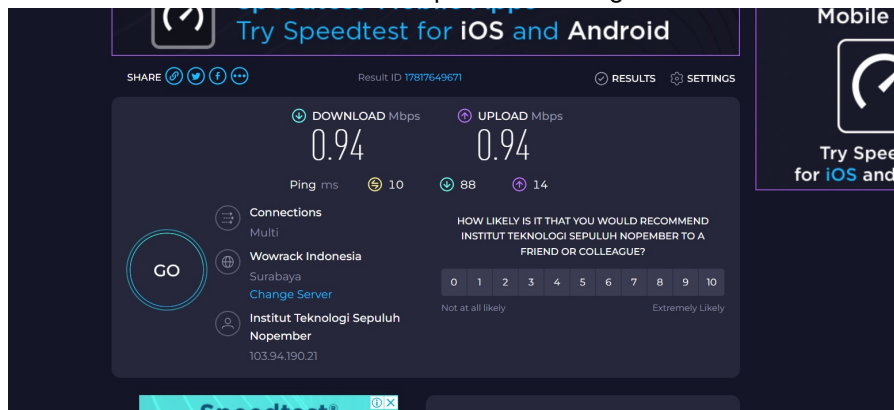 Try Speedtest for iOS and Android
Mobile
SHARE
Result ID 17817649671
RESULTS
SETTINGS
DOWNLOAD Mbps
UPLOAD Mbps
0.94
0.94
Try Spee
for iOS and
Ping ms 10 88 14
Connections
Multi
HOW LIKELY IS IT THAT YOU WOULD RECOMMEND
INSTITUT TEKNOLOGI SEPULUH NOPEMBER TO A
FRIEND OR COLLEAGUE?
GO
Wowrack Indonesia
Surabaya
Change Server
0 1 2 3 4 5 6 7 8 9 10
Not at all likely
Extremely Likely
Institut Teknologi Sepuluh
Nopember
103.94.190.21
Speedtest®